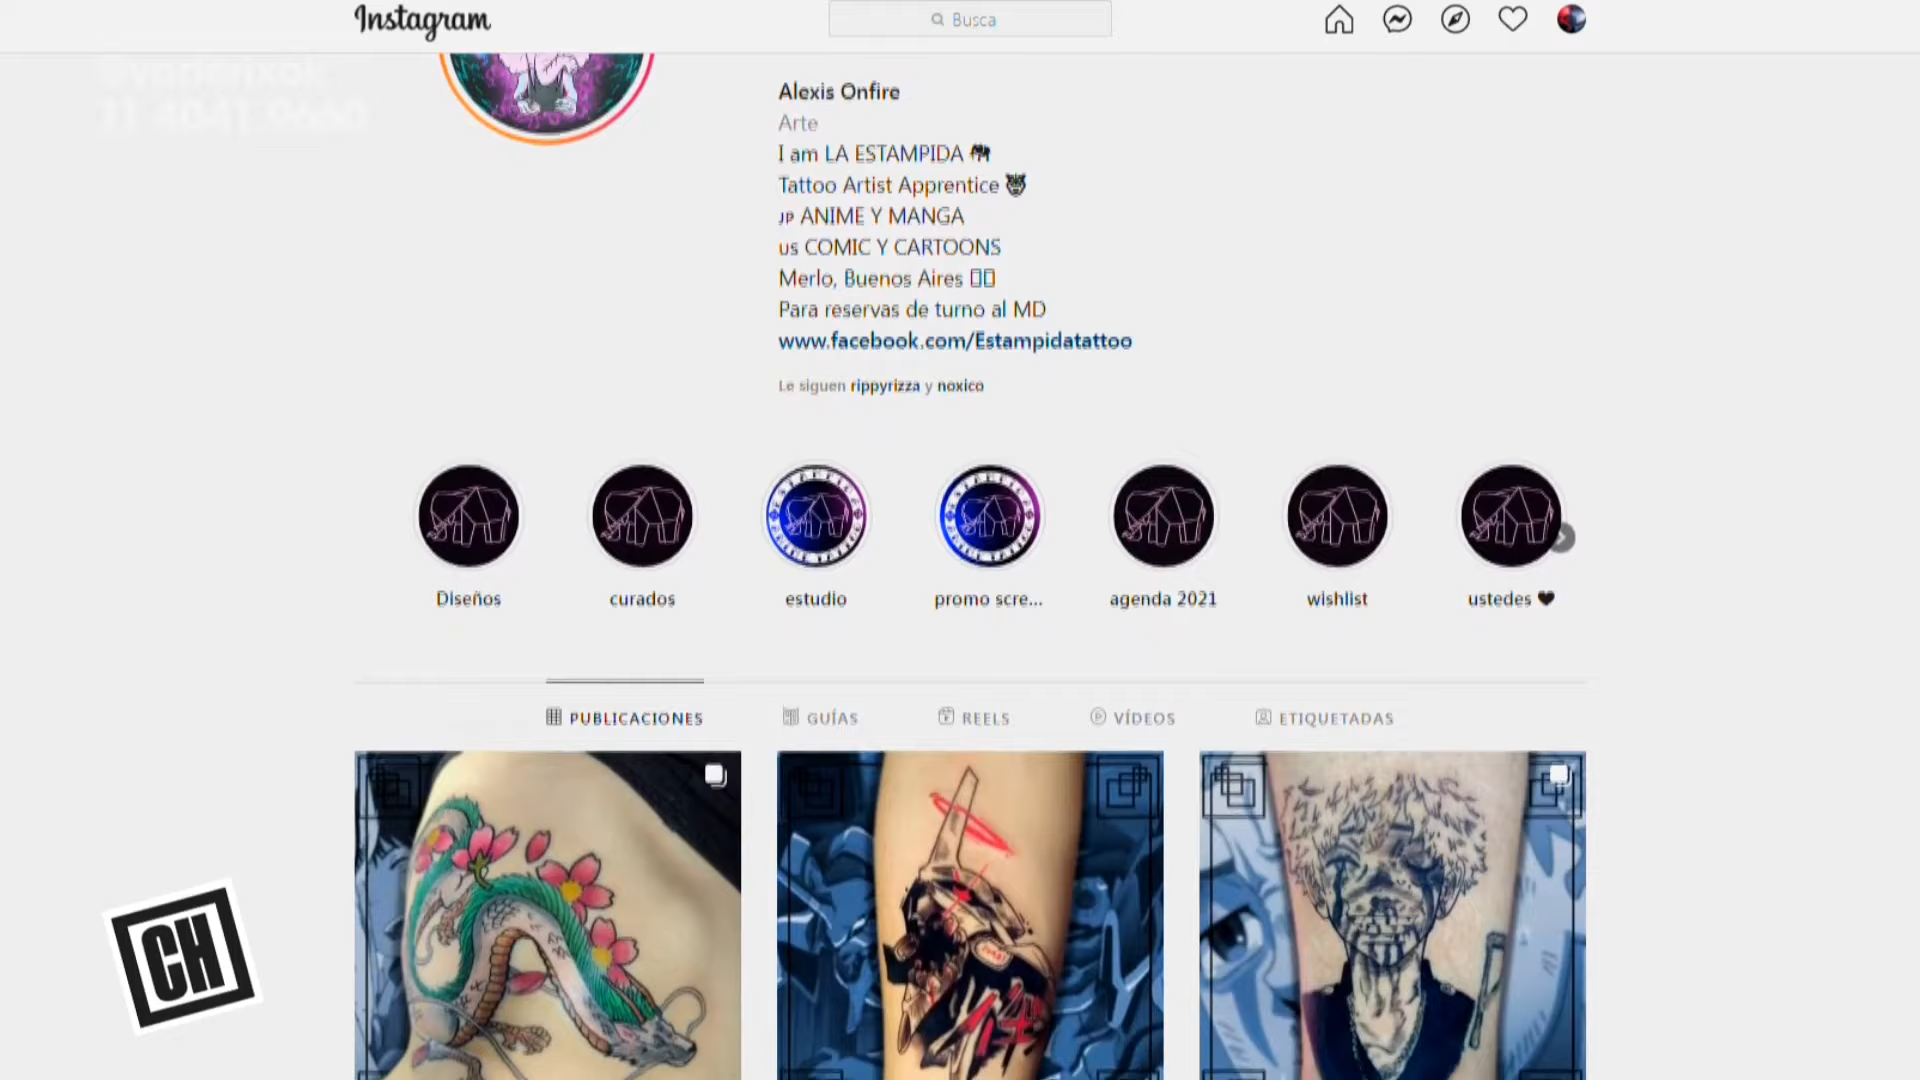 Instagram
Busca
Alexis Onfire
Arte
I am LA ESTAMPIDA
Tattoo Artist Apprentice
JP ANIME Y MANGA
us COMIC Y CARTOONS
Merlo, Buenos Aires
Para reservas de turno al MD
www.facebook.com/Estampidatattoo
Le siguen rippyrizza y noxico
Diseños
curados
estudio
promo scre...
agenda 2021
wishlist
ustedes
PUBLICACIONES
GUÍAS
REELS
VÍDEOS
ETIQUETADAS
CH